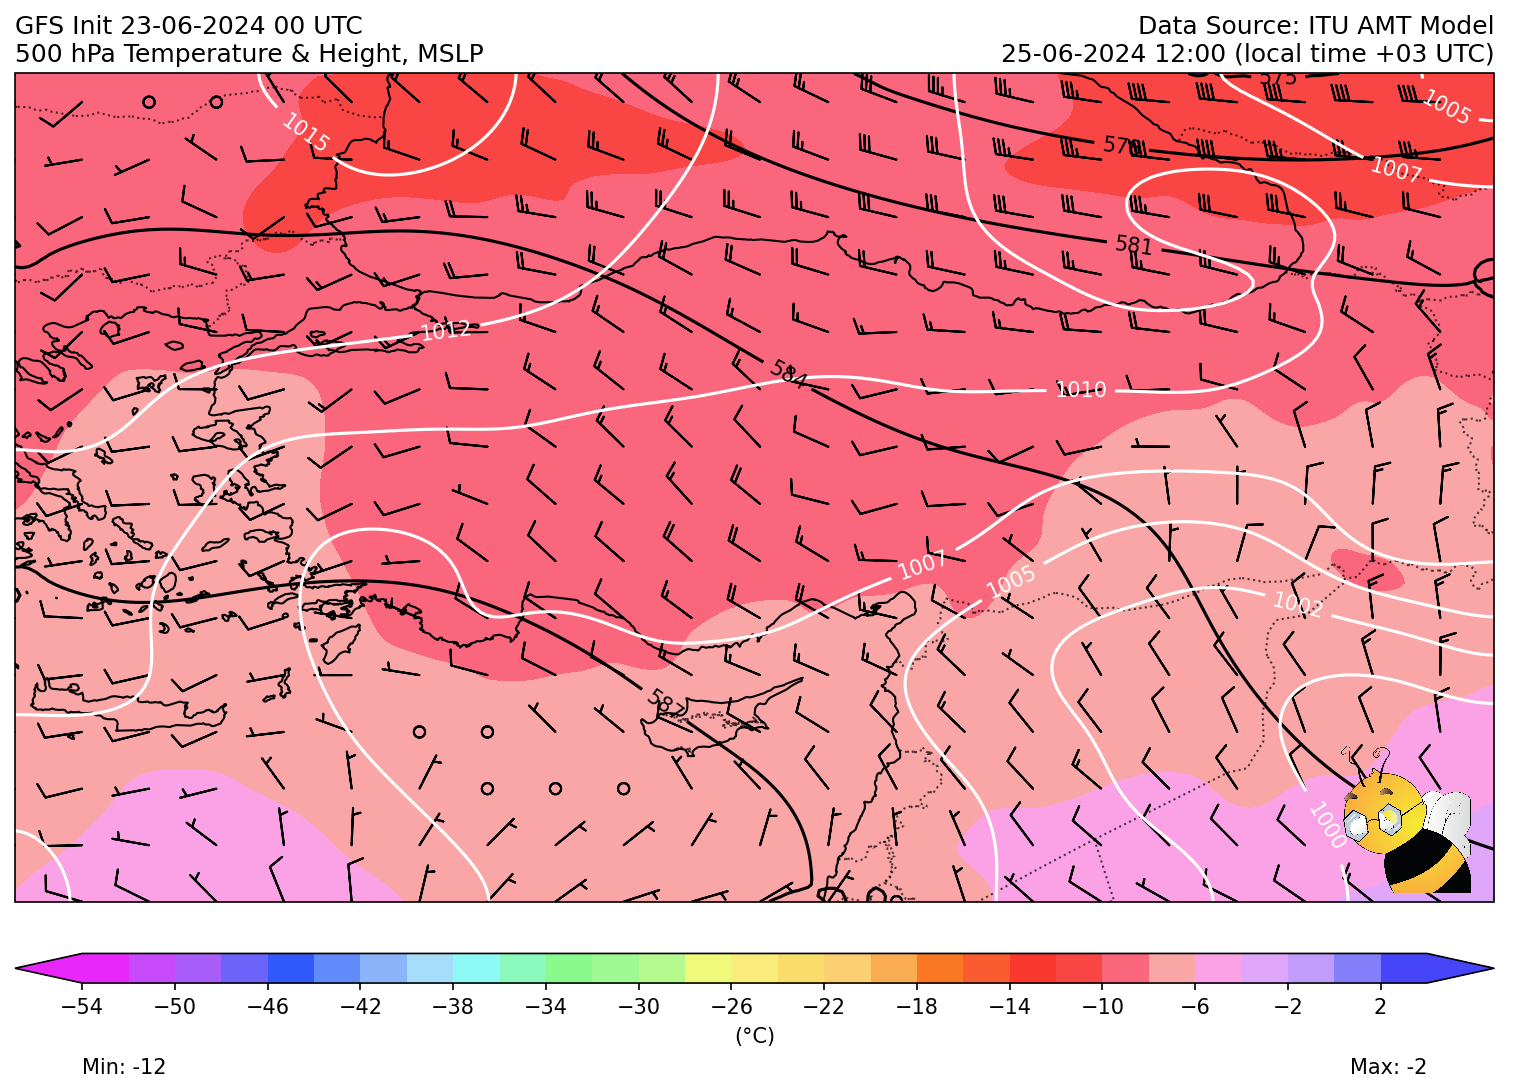 GFS Init 23-06-2024 00 UTC
Data Source: ITU AMT Model
500 hPa Temperature & Height, MSLP
25-06-2024 12:00 (local time +03 UTC)
575
1005
1015
578
1007
581
1012
584
1010
1007
1005
1002
587
1000
−54 −50 −46 −42 −38 −34 −30 −26 −22 −18 −14 −10 −6 −2 2
(°C)
Min: -12
Max: -2